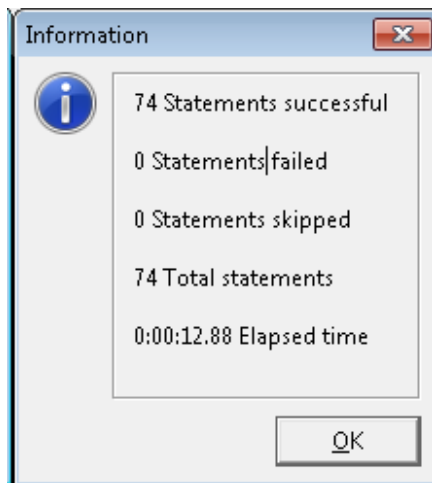 Information
74 Statements successful
0 Statements failed
0 Statements skipped
74 Total statements
0:00:12.88 Elapsed time
OK